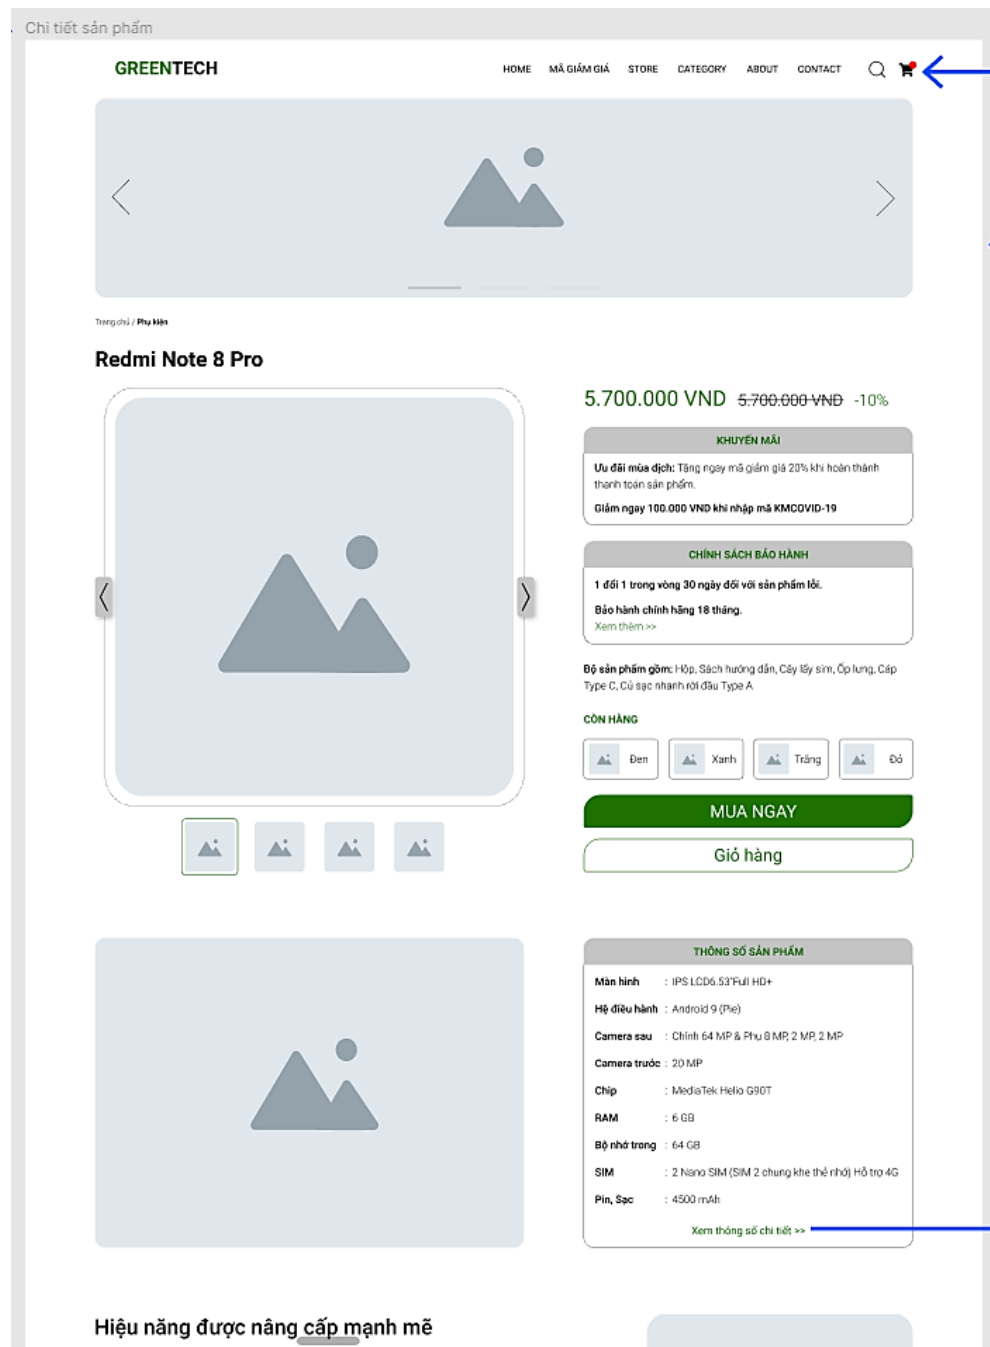 Chi tiết sản phẩm
GREENTECH
HOME MÃ GIẢM GIÁ STORE CATEGORY ABOUT CONTACT
Trang chủ / Phụ kiện
Redmi Note 8 Pro
5.700.000 VND 5.700.000 VND -10%
KHUYẾN MÃI
Ưu đãi mùa dịch: Tặng ngay mã giảm giá 20% khi hoàn thành
thanh toán sản phẩm.
Giảm ngay 100.000 VND khi nhập mã KMCOVID-19
CHÍNH SÁCH BẢO HÀNH
1 đổi 1 trong vòng 30 ngày đối với sản phẩm lỗi.
Bảo hành chính hãng 18 tháng.
Xem thêm >>
Bộ sản phẩm gồm: Hộp, Sách hướng dẫn, Cây lấy sim, Ốp lưng, Cáp
Type C, Củ sạc nhanh rời đầu Type A
CÒN HÀNG
Đen Xanh Trắng Đỏ
MUA NGAY
Giỏ hàng
THÔNG SỐ SẢN PHẨM
Màn hình : IPS LCD6.53"Full HD+
Hệ điều hành : Android 9 (Pie)
Camera sau : Chính 64 MP & Phụ 8 MP, 2 MP, 2 MP
Camera trước : 20 MP
Chip : MediaTek Helio G90T
RAM : 6 GB
Bộ nhớ trong : 64 GB
SIM : 2 Nano SIM (SIM 2 chung khe thẻ nhớ) Hỗ trợ 4G
Pin, Sạc : 4500 mAh
Xem thông số chi tiết >>
Hiệu năng được nâng cấp mạnh mẽ